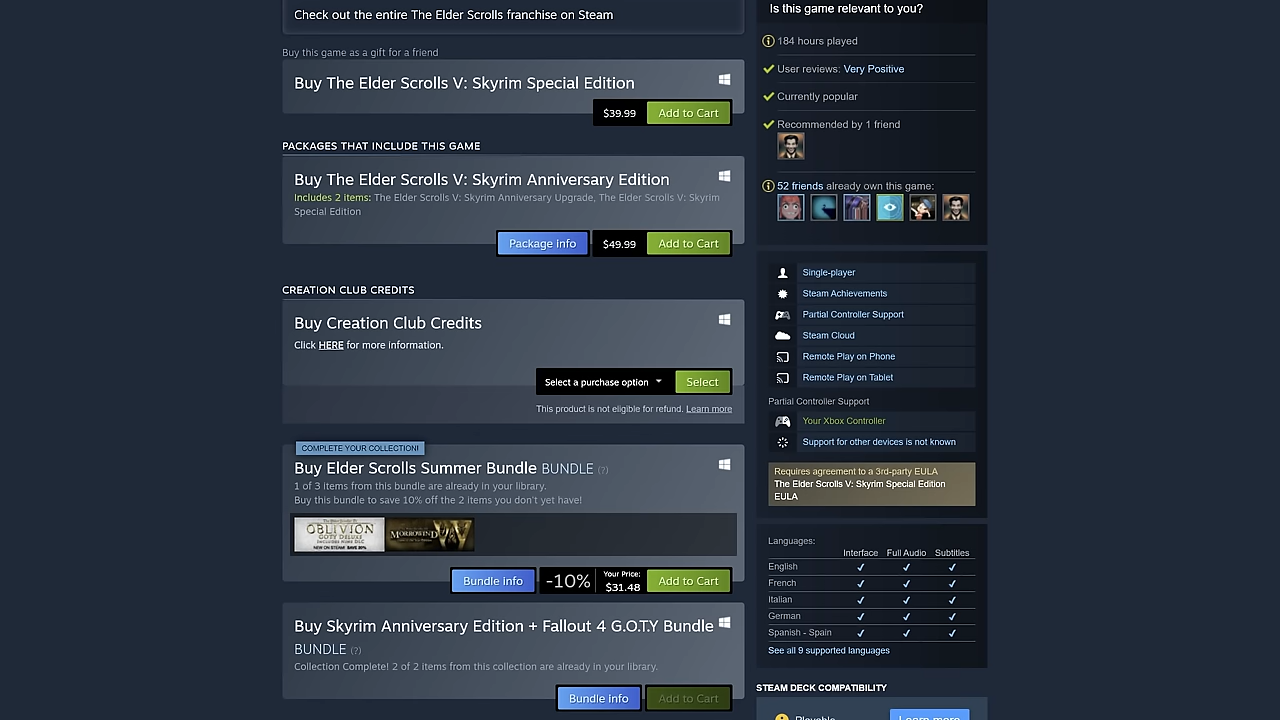 Check out the entire The Elder Scrolls franchise on Steam
Buy this game as a gift for a friend
Buy The Elder Scrolls V: Skyrim Special Edition
$39.99
Add to Cart
PACKAGES THAT INCLUDE THIS GAME
Buy The Elder Scrolls V: Skyrim Anniversary Edition
Includes 2 items: The Elder Scrolls V: Skyrim Anniversary Upgrade, The Elder Scrolls V: Skyrim
Special Edition
Package info
$49.99
Add to Cart
CREATION CLUB CREDITS
Buy Creation Club Credits
Click HERE for more information.
Select a purchase option
Select
This product is not eligible for refund. Learn more
COMPLETE YOUR COLLECTION!
Buy Elder Scrolls Summer Bundle BUNDLE (?)
1 of 3 items from this bundle are already in your library.
Buy this bundle to save 10% off the 2 items you don't yet have!
OBLIVION
GOTY DELUXE
NEW ON STEAM! SAVE 20%
MORROWIND
Bundle info
-10%
Your Price:
$31.48
Add to Cart
Buy Skyrim Anniversary Edition + Fallout 4 G.O.T.Y Bundle
BUNDLE (?)
Collection Complete! 2 of 2 items from this collection are already in your library.
Bundle info
Add to Cart
Is this game relevant to you?
184 hours played
User reviews: Very Positive
Currently popular
Recommended by 1 friend
52 friends already own this game:
Single-player
Steam Achievements
Partial Controller Support
Steam Cloud
Remote Play on Phone
Remote Play on Tablet
Partial Controller Support
Your Xbox Controller
Support for other devices is not known
Requires agreement to a 3rd-party EULA
The Elder Scrolls V: Skyrim Special Edition
EULA
Languages:
Interface Full Audio Subtitles
English
French
Italian
German
Spanish - Spain
See all 9 supported languages
STEAM DECK COMPATIBILITY
Playable
Learn more